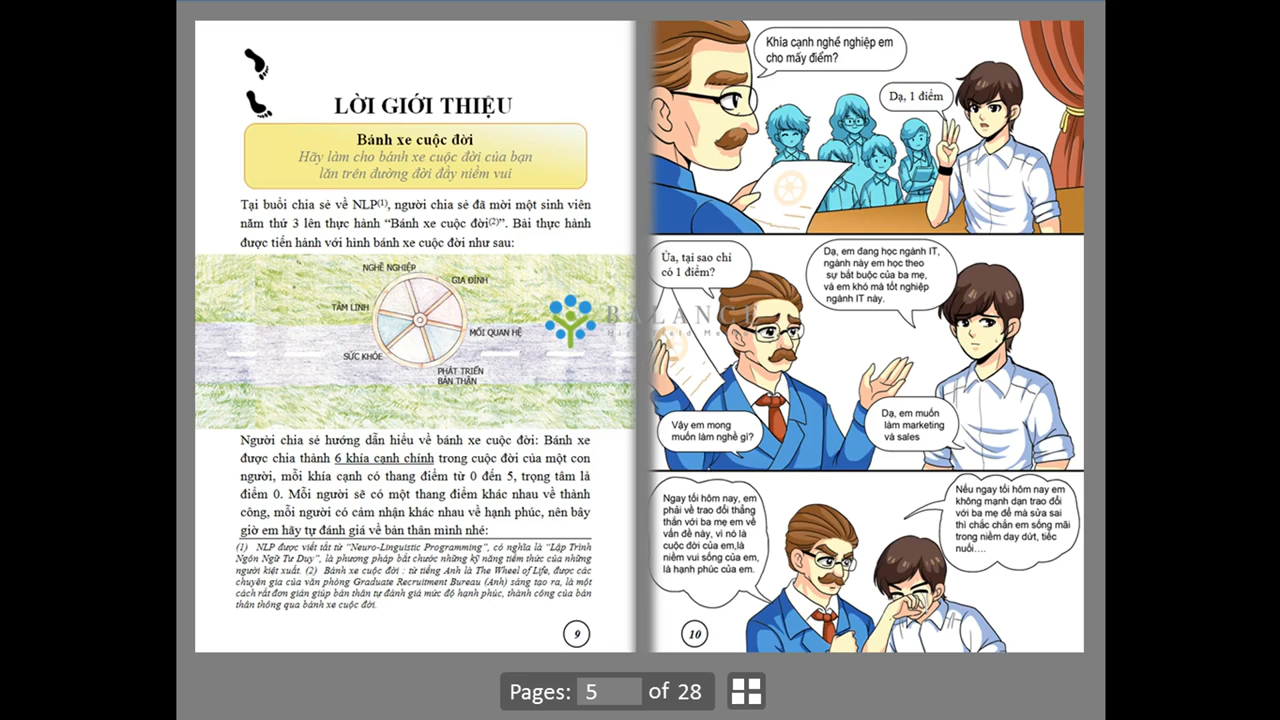 LỜI GIỚI THIỆU
Bánh xe cuộc đời
Hãy làm cho bánh xe cuộc đời của bạn
lăn trên đường đời đầy niềm vui
Tại buổi chia sẻ về NLP(1), người chia sẻ đã mời một sinh viên
năm thứ 3 lên thực hành “Bánh xe cuộc đời(2)”. Bài thực hành
được tiến hành với hình bánh xe cuộc đời như sau:
NGHỀ NGHIỆP
GIA ĐÌNH
TÂM LINH
MỐI QUAN HỆ
SỨC KHỎE
PHÁT TRIỂN
BẢN THÂN
Người chia sẻ hướng dẫn hiểu về bánh xe cuộc đời: Bánh xe
được chia thành 6 khía cạnh chính trong cuộc đời của một con
người, mỗi khía cạnh có thang điểm từ 0 đến 5, trọng tâm là
điểm 0. Mỗi người sẽ có một thang điểm khác nhau về thành
công, mỗi người có cảm nhận khác nhau về hạnh phúc, nên bây
giờ em hãy tự đánh giá về bản thân mình nhé:
(1) NLP được viết tắt từ “Neuro-Linguistic Programming”, có nghĩa là “Lập Trình
Ngôn Ngữ Tư Duy”, là phương pháp bắt chước những kỹ năng tiềm thức của những
người kiệt xuất. (2) Bánh xe cuộc đời : từ tiếng Anh là The Wheel of Life, được các
chuyên gia của văn phòng Graduate Recruitment Bureau (Anh) sáng tạo ra, là một
cách rất đơn giản giúp bản thân tự đánh giá mức độ hạnh phúc, thành công của bản
thân thông qua bánh xe cuộc đời.
9
Khía cạnh nghề nghiệp em
cho mấy điểm?
Dạ, 1 điểm
Ủa, tại sao chỉ
có 1 điểm?
Dạ, em đang học ngành IT,
ngành này em học theo
sự bắt buộc của ba mẹ,
và em khó mà tốt nghiệp
ngành IT này.
BALANCE
Vậy em mong
muốn làm nghề gì?
Dạ, em muốn
làm marketing
và sales
Ngay tối hôm nay, em
phải về trao đổi thẳng
thắn với ba mẹ em về
vấn đề này, vì nó là
cuộc đời của em,là
niềm vui sống của em,
là hạnh phúc của em.
Nếu ngay tối hôm nay em
không mạnh dạn trao đổi
với ba mẹ để mà sửa sai
thì chắc chắn em sống mãi
trong niềm day dứt, tiếc
nuối....
10
Pages: 5 of 28